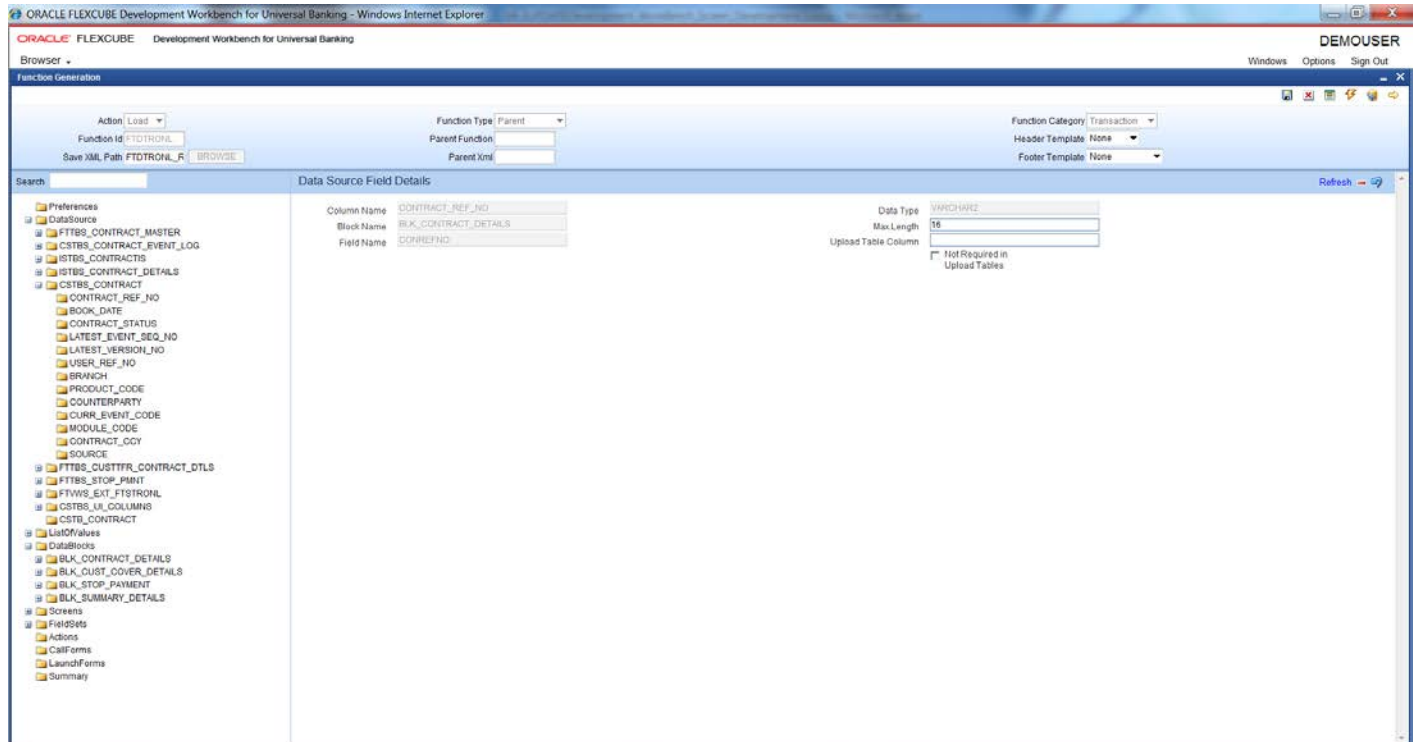 ORACLE FLEXCUBE Development Workbench for Universal Banking - Windows Internet Explorer
ORACLE FLEXCUBE Development Workbench for Universal Banking DEMOUSER
Browser Windows Options Sign Out
Function Generation
Action Load Function Type Parent Function Category Transaction
Function Id FTDTRONL Parent Function Header Template None
Save XML Path FTDTRONL_R BROWSE Parent Xml Footer Template None
Search Data Source Field Details Refresh
Column Name CONTRACT_REF_NO Data Type VARCHAR2
Block Name BLK_CONTRACT_DETAILS Max Length 16
Field Name CONREFNO Upload Table Column
Not Required in
Upload Tables
Preferences
DataSource
FTTBS_CONTRACT_MASTER
CSTBS_CONTRACT_EVENT_LOG
ISTBS_CONTRACTIS
ISTBS_CONTRACT_DETAILS
CSTBS_CONTRACT
CONTRACT_REF_NO
BOOK_DATE
CONTRACT_STATUS
LATEST_EVENT_SEQ_NO
LATEST_VERSION_NO
USER_REF_NO
BRANCH
PRODUCT_CODE
COUNTERPARTY
CURR_EVENT_CODE
MODULE_CODE
CONTRACT_CCY
SOURCE
FTTBS_CUSTTFR_CONTRACT_DTLS
FTTBS_STOP_PMNT
FTVWS_EXT_FTSTRONL
CSTBS_UI_COLUMNS
CSTB_CONTRACT
ListOfValues
DataBlocks
BLK_CONTRACT_DETAILS
BLK_CUST_COVER_DETAILS
BLK_STOP_PAYMENT
BLK_SUMMARY_DETAILS
Screens
FieldSets
Actions
CallForms
LaunchForms
Summary